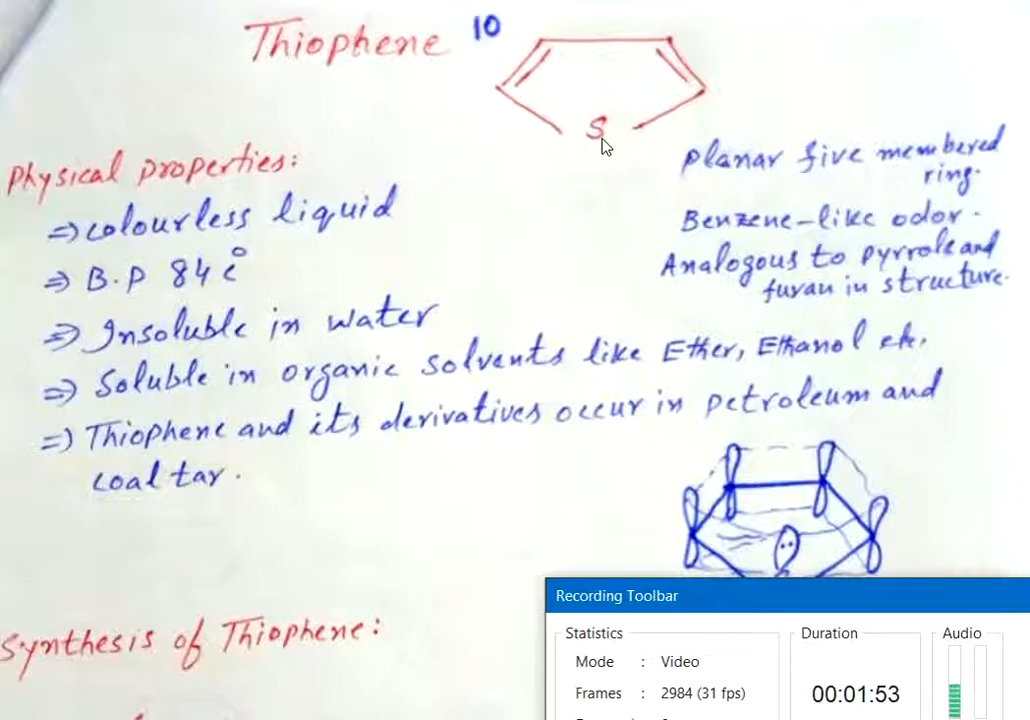 Thiophene 10
S
Physical properties:
⇒ colourless liquid
⇒ B.P 84 c°
⇒ Insoluble in water
⇒ Soluble in organic solvents like Ether, Ethanol etc.
⇒ Thiophene and its derivatives occur in petroleum and
coal tar.
Planar five membered
ring.
Benzene-like odor.
Analogous to pyrrole and
furan in structure.
Synthesis of Thiophene:
Recording Toolbar
Statistics
Mode : Video
Frames : 2984 (31 fps)
Duration
00:01:53
Audio